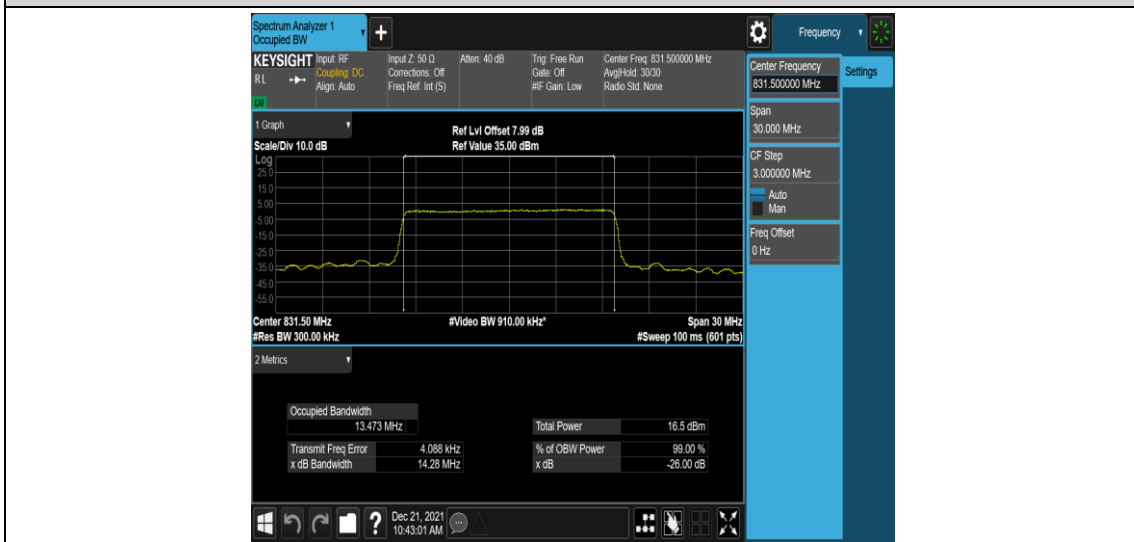 Spectrum Analyzer 1
Occupied BW
+
Frequency
KEYSIGHT
RL
Input: RF
Coupling: DC
Align: Auto
Input Z: 50 Ω
Corrections: Off
Freq Ref: Int (S)
Atten: 40 dB
Trig: Free Run
Gate: Off
#IF Gain: Low
Center Freq: 831.500000 MHz
Avg|Hold: 30/30
Radio Std: None
Center Frequency
831.500000 MHz
Settings
Span
30.000 MHz
CF Step
3.000000 MHz
Auto
Man
Freq Offset
0 Hz
1 Graph
Scale/Div 10.0 dB
Ref Lvl Offset 7.99 dB
Ref Value 35.00 dBm
Log
25.0
15.0
5.00
-5.00
-15.0
-25.0
-35.0
-45.0
-55.0
Center 831.50 MHz
#Video BW 910.00 kHz*
Span 30 MHz
#Res BW 300.00 kHz
#Sweep 100 ms (601 pts)
2 Metrics
Occupied Bandwidth
13.473 MHz
Total Power 16.5 dBm
Transmit Freq Error 4.088 kHz
% of OBW Power 99.00 %
x dB Bandwidth 14.28 MHz
x dB -26.00 dB
?
Dec 21, 2021
10:43:01 AM